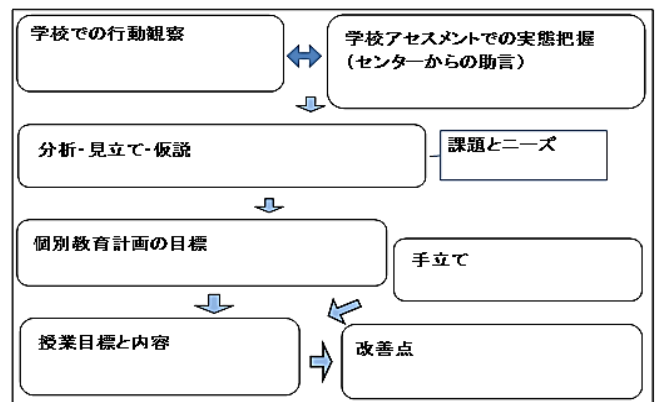 学校での行動観察
学校アセスメントでの実態把握
（センターからの助言）
分析・見立て・仮説
課題とニーズ
個別教育計画の目標
手立て
授業目標と内容
改善点